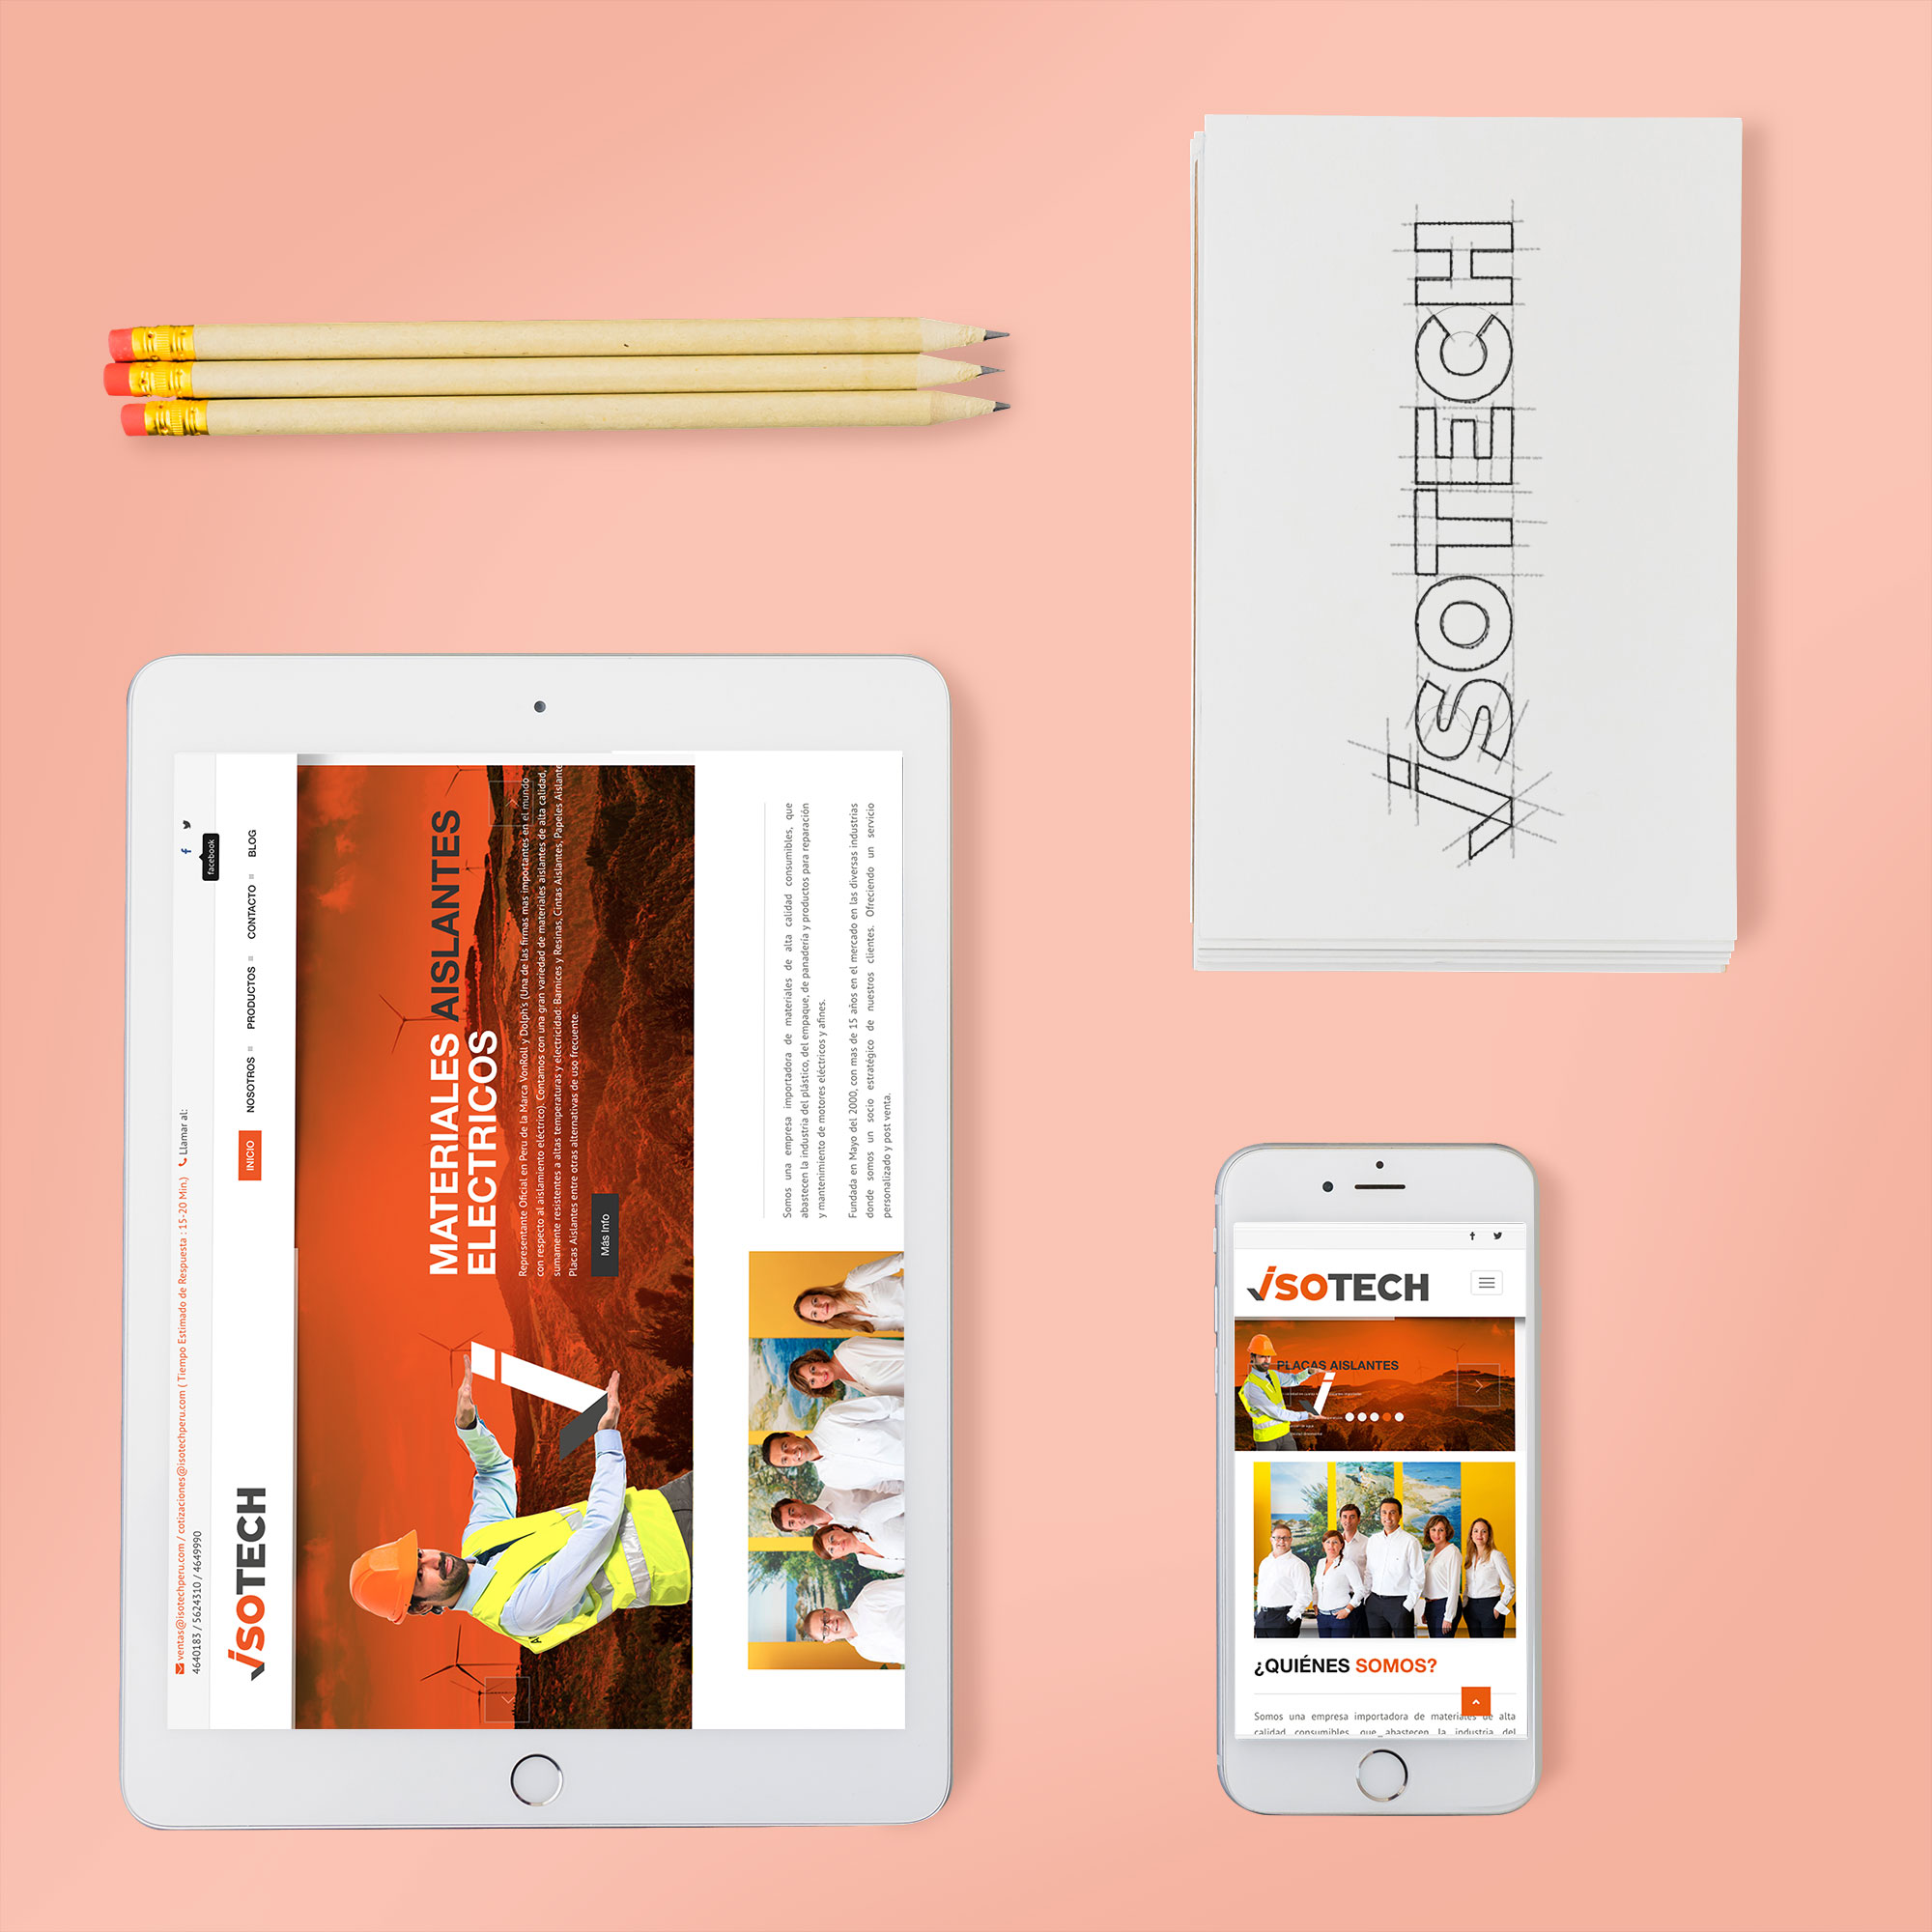 ISOTECH
ventas@isotechperu.com / cotizaciones@isotechperu.com ( Tiempo Estimado de Respuesta : 15-20 Min.) Llamar al:
4640183 / 5624310 / 4649990
facebook
ISOTECH
INICIO
NOSOTROS
PRODUCTOS
CONTACTO
BLOG
MATERIALES AISLANTES
ELECTRICOS
Representante Oficial en Peru de la Marca VonRoll y Dolph's (Una de las firmas mas importantes en el mundo
con respecto al aislamiento eléctrico). Contamos con una gran variedad de materiales aislantes de alta calidad,
sumamente resistentes a altas temperaturas y electricidad: Barnices y Resinas, Cintas Aislantes, Papeles Aislante
Placas Aislantes entre otras alternativas de uso frecuente.
Más Info
Somos una empresa importadora de materiales de alta calidad consumibles, que
abastecen la industria del plástico, del empaque, de panadería y productos para reparación
y mantenimiento de motores eléctricos y afines.
Fundada en Mayo del 2000, con mas de 15 años en el mercado en las diversas industrias
donde somos un socio estratégico de nuestros clientes. Ofreciendo un servicio
personalizado y post venta.
ISOTECH
PLACAS AISLANTES
¿QUIÉNES SOMOS?
Somos una empresa importadora de materiales de alta
calidad consumibles, que abastecen la industria del